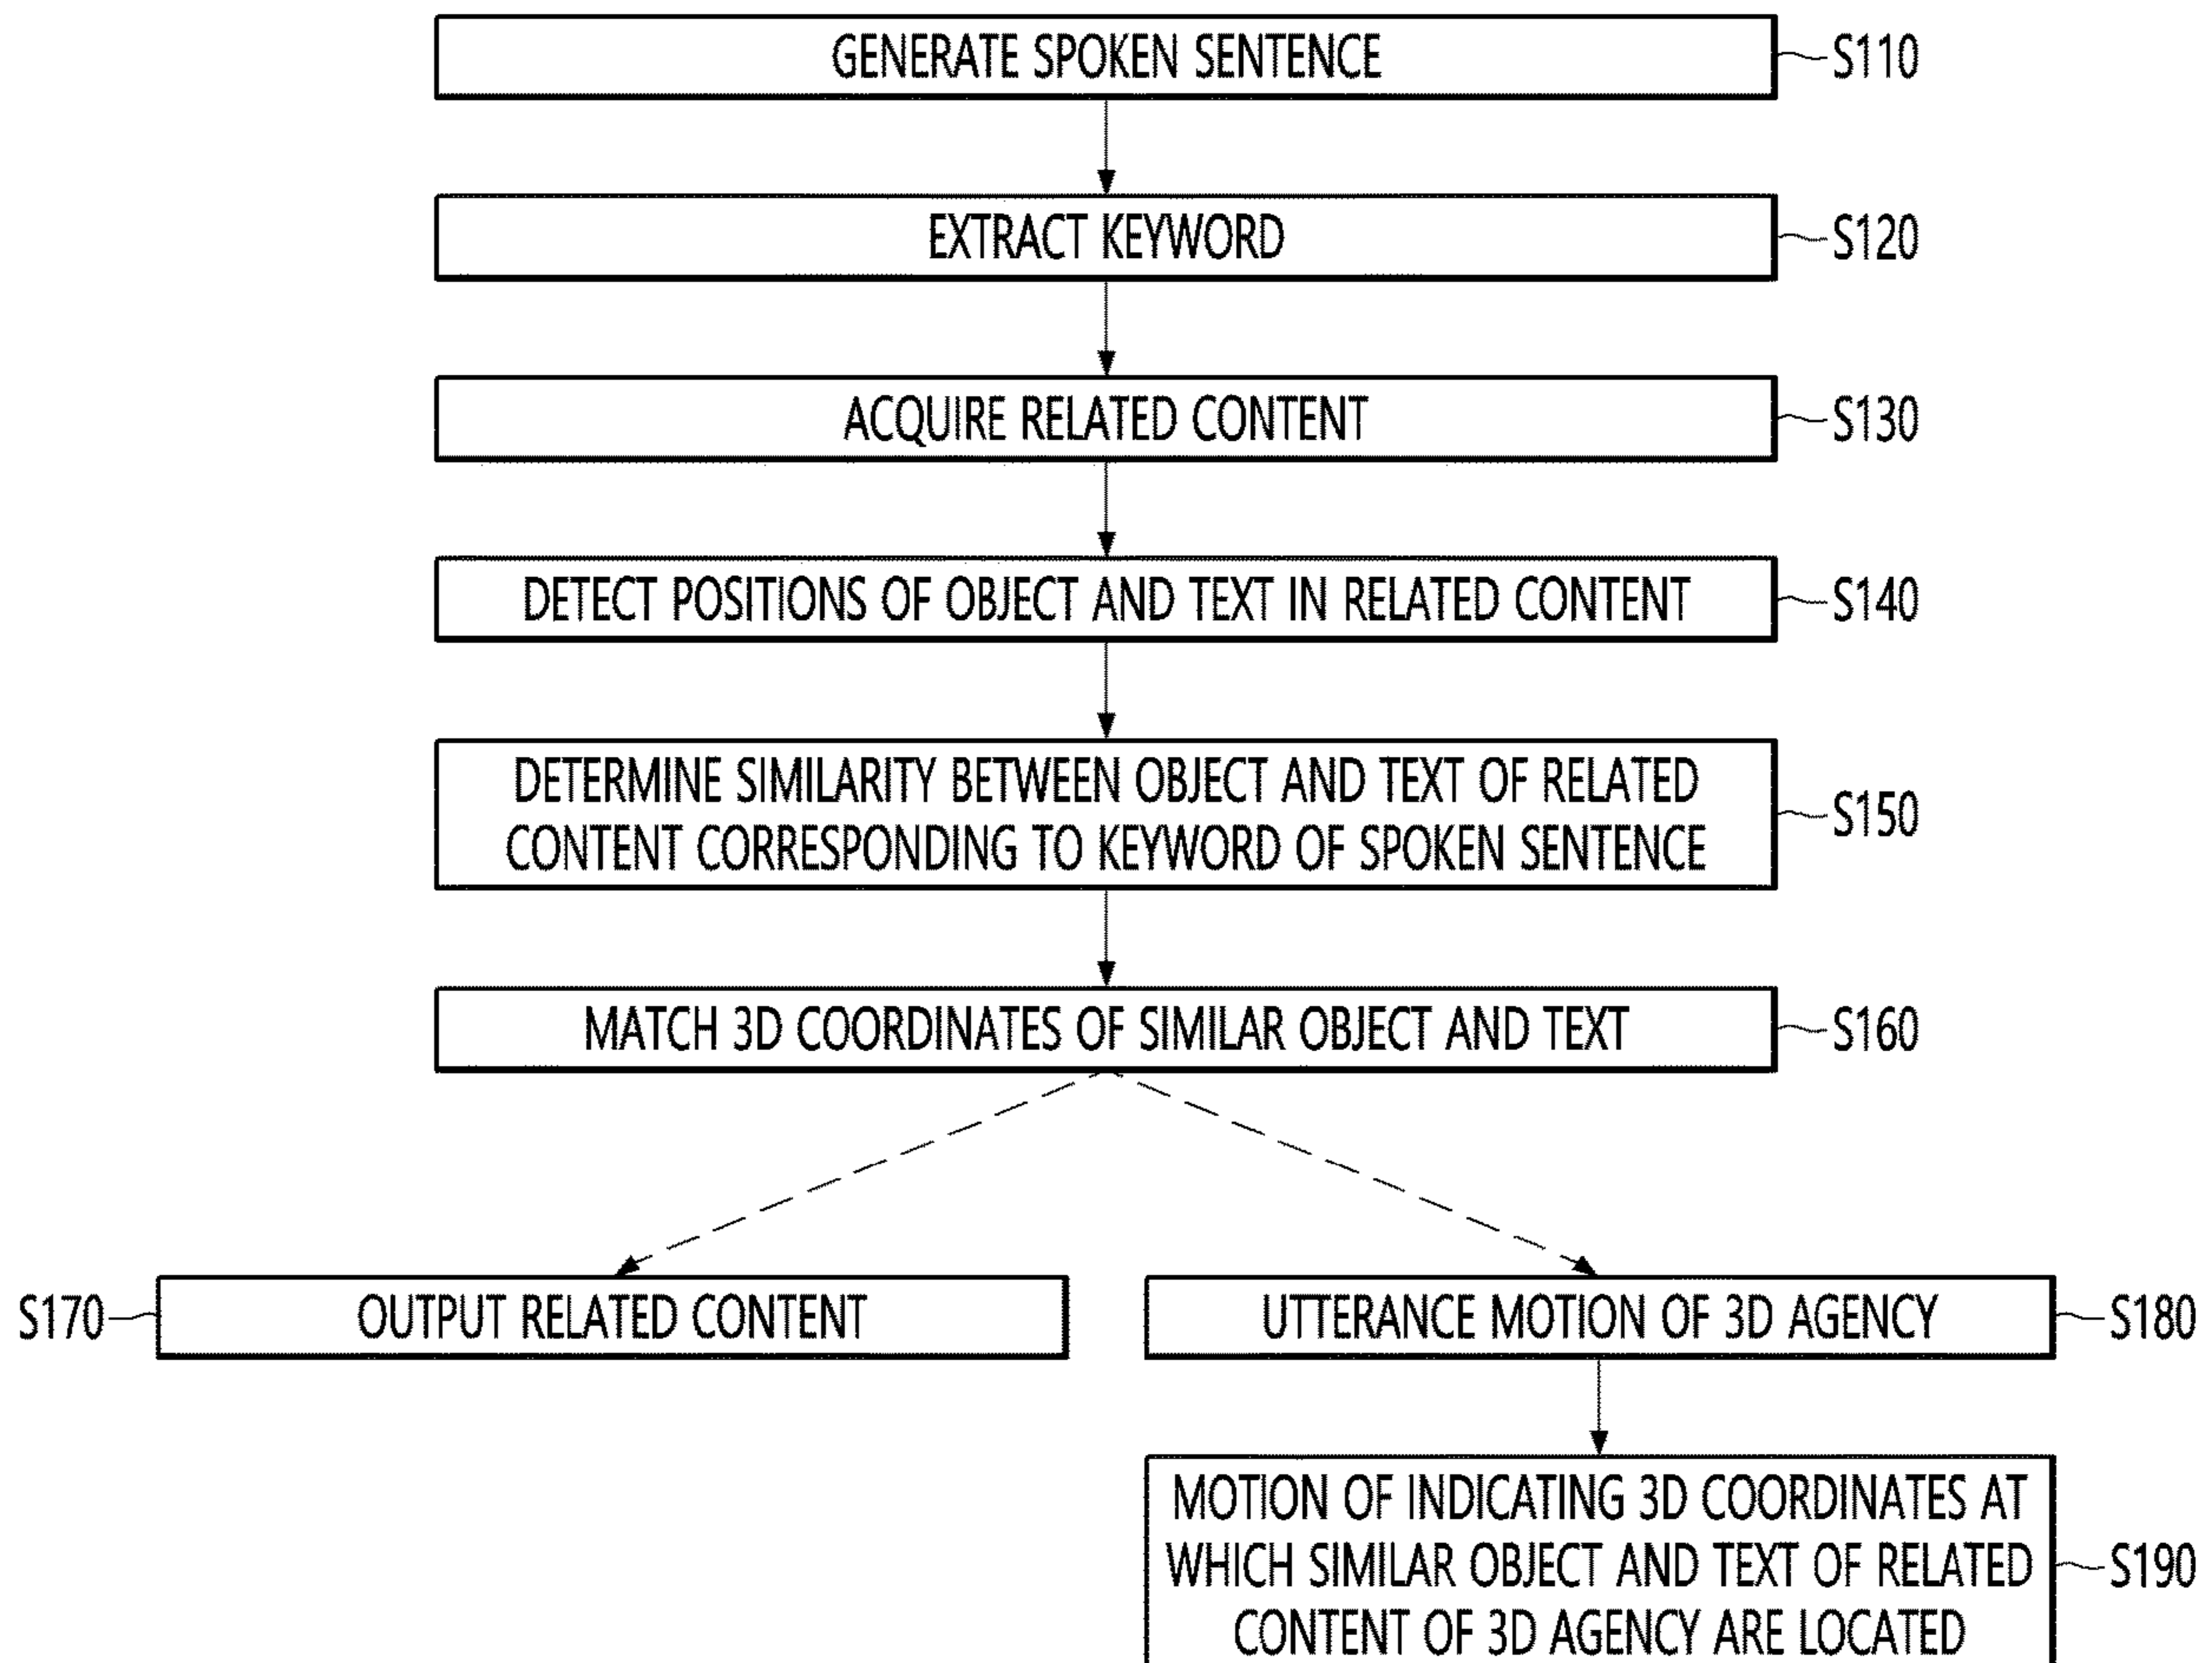 GENERATE SPOKEN SENTENCE
S110
EXTRACT KEYWORD
S120
ACQUIRE RELATED CONTENT
S130
DETECT POSITIONS OF OBJECT AND TEXT IN RELATED CONTENT
S140
DETERMINE SIMILARITY BETWEEN OBJECT AND TEXT OF RELATED
CONTENT CORRESPONDING TO KEYWORD OF SPOKEN SENTENCE
S150
MATCH 3D COORDINATES OF SIMILAR OBJECT AND TEXT
S160
S170
OUTPUT RELATED CONTENT
UTTERANCE MOTION OF 3D AGENCY
S180
MOTION OF INDICATING 3D COORDINATES AT
WHICH SIMILAR OBJECT AND TEXT OF RELATED
CONTENT OF 3D AGENCY ARE LOCATED
S190